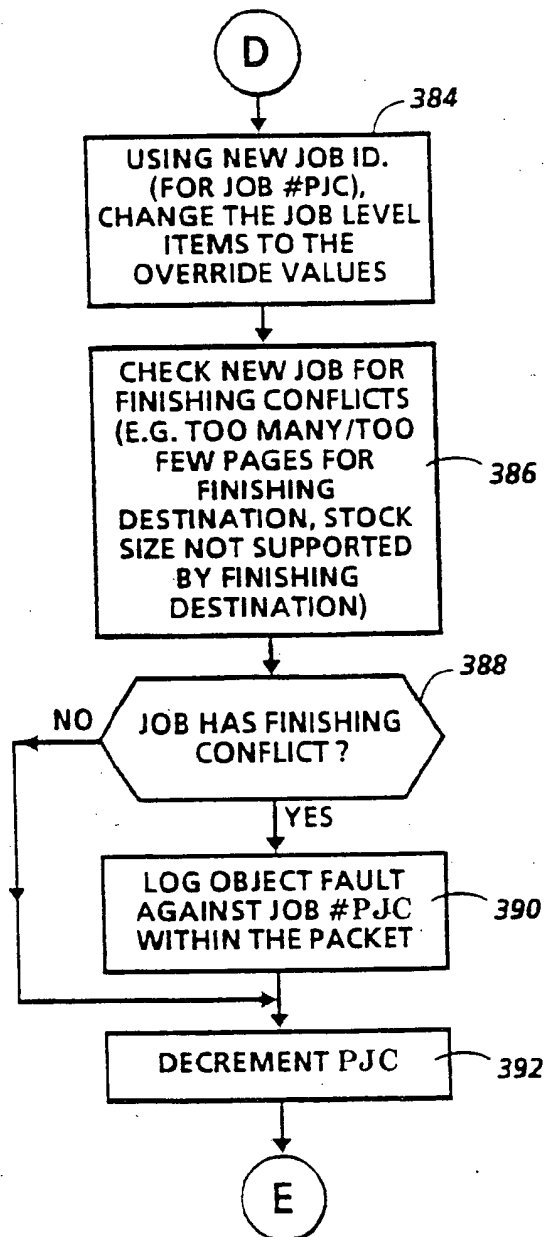 D
384
USING NEW JOB ID.
(FOR JOB #PJC),
CHANGE THE JOB LEVEL
ITEMS TO THE
OVERRIDE VALUES
CHECK NEW JOB FOR
FINISHING CONFLICTS
(E.G. TOO MANY/TOO
FEW PAGES FOR
FINISHING
DESTINATION, STOCK
SIZE NOT SUPPORTED
BY FINISHING
DESTINATION)
386
388
NO
JOB HAS FINISHING
CONFLICT?
YES
LOG OBJECT FAULT
AGAINST JOB #PJC
WITHIN THE PACKET
390
DECREMENT PJC
392
E